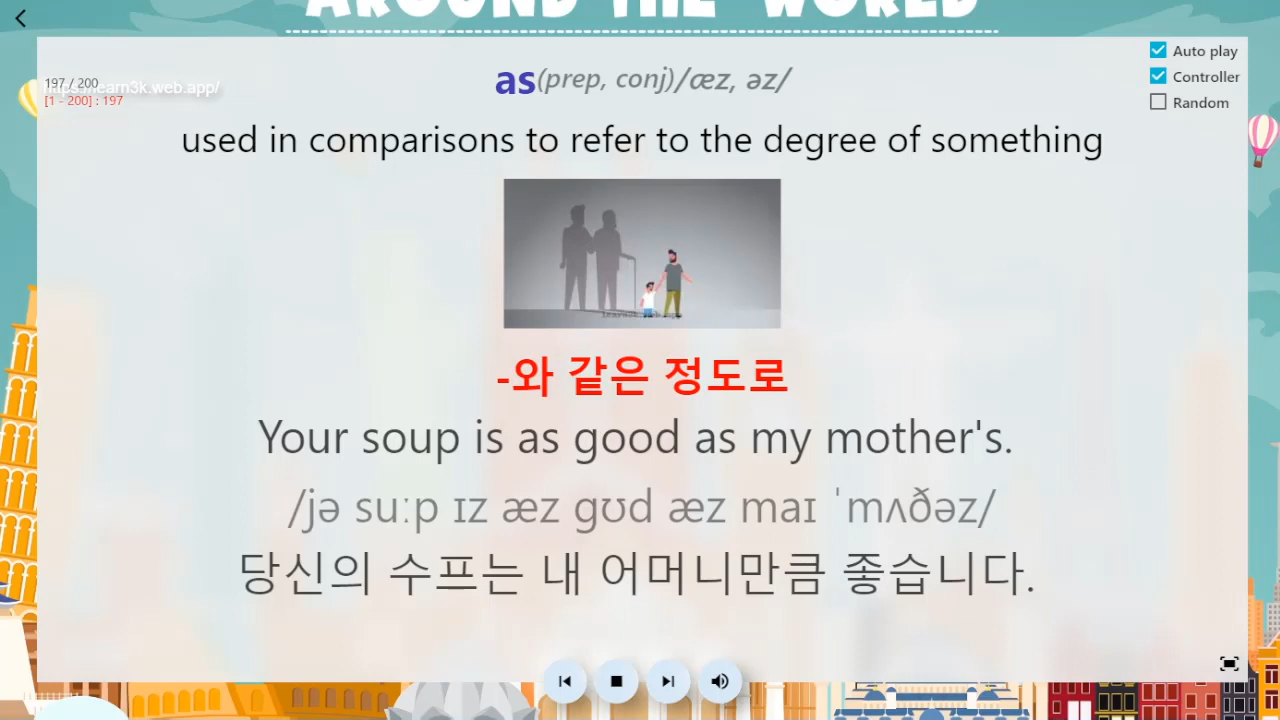 AROUND THE WORLD
Auto play
197 / 200
https://learn3k.web.app/
as(prep, conj)/æz, əz/
Controller
[1 - 200] : 197
Random
used in comparisons to refer to the degree of something
-와 같은 정도로
Your soup is as good as my mother's.
/jə suːp ɪz æz gʊd æz maɪ ˈmʌðəz/
당신의 수프는 내 어머니만큼 좋습니다.